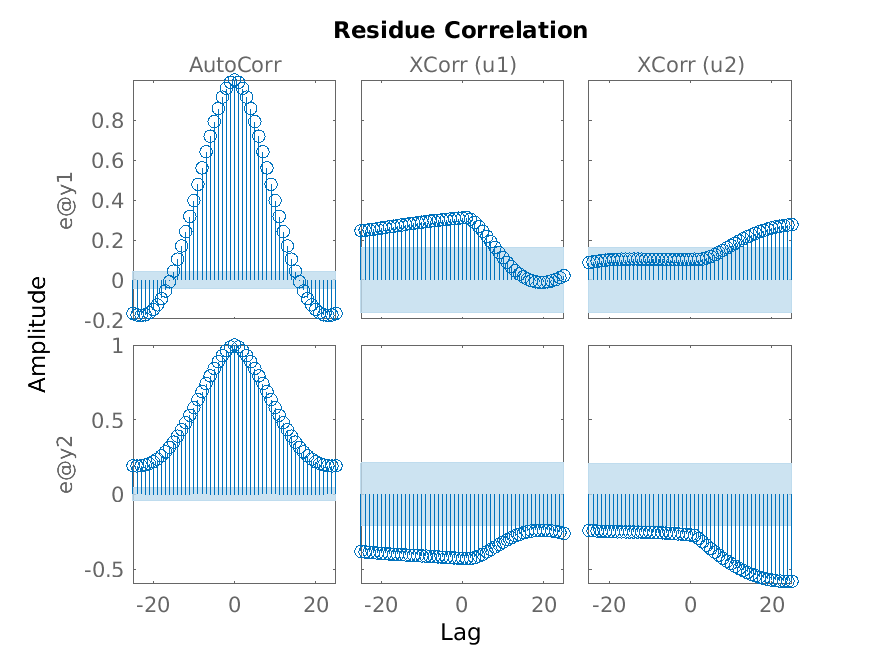 Residue Correlation
AutoCorr
XCorr (u1)
XCorr (u2)
Amplitude
e@y1
0.8
0.6
0.4
0.2
0
-0.2
e@y2
1
0.5
0
-0.5
-20 0 20
-20 0 20
-20 0 20
Lag